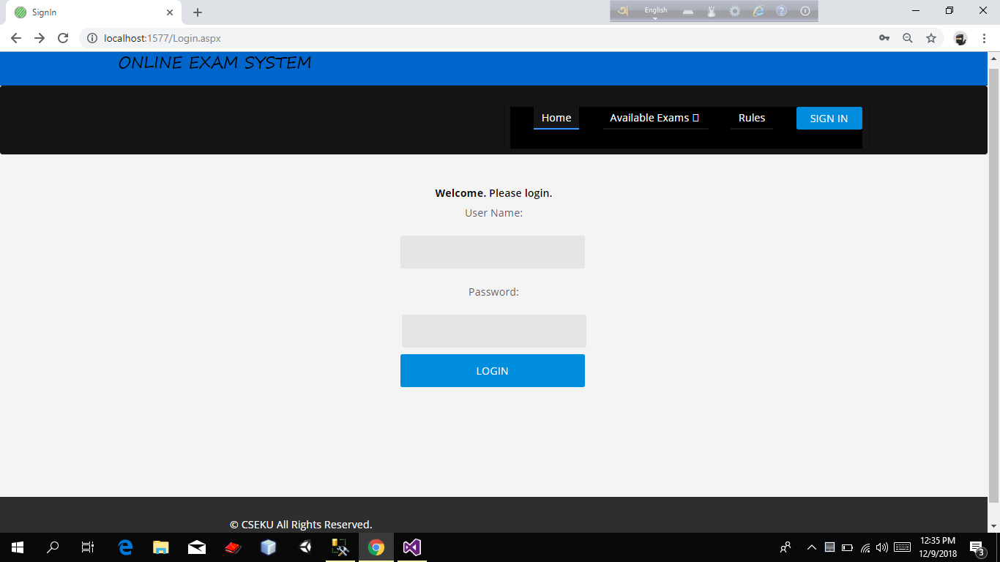 SignIn
English
localhost:1577/Login.aspx
ONLINE EXAM SYSTEM
Home Available Exams Rules SIGN IN
Welcome. Please login.
User Name:
Password:
LOGIN
© CSEKU All Rights Reserved.
12:35 PM
12/9/2018
3